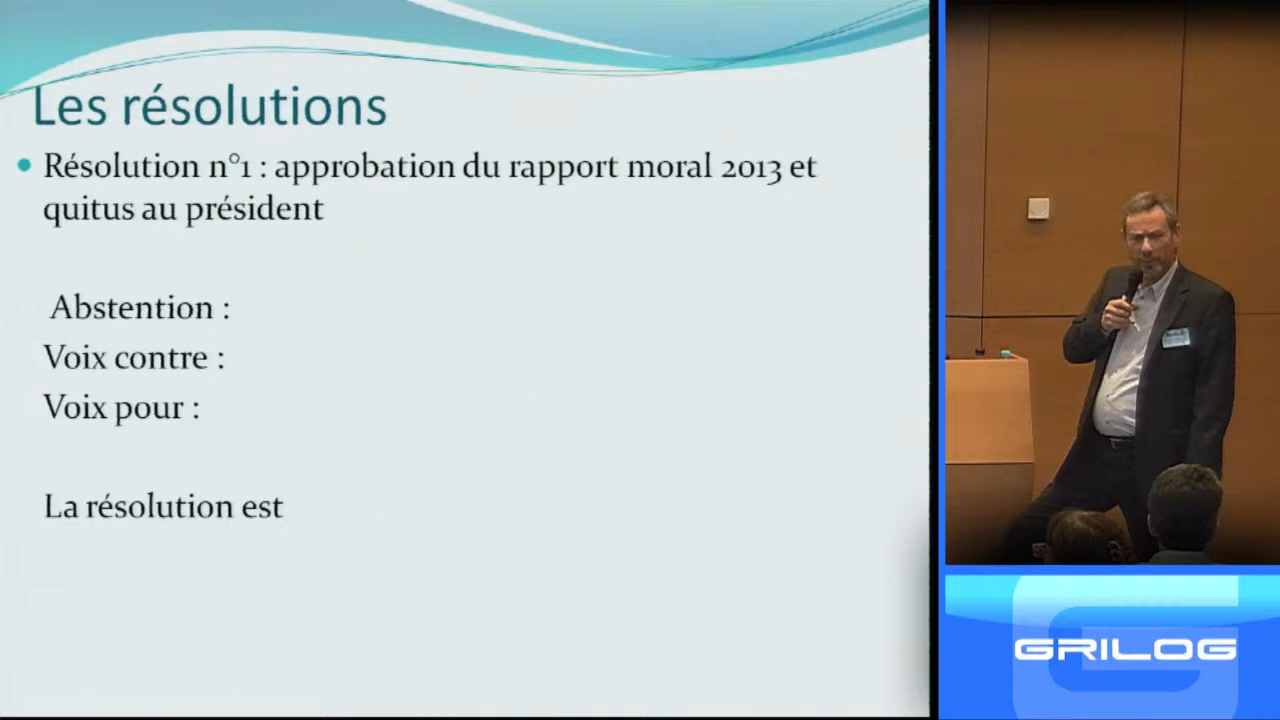 Les résolutions
Résolution n°1 : approbation du rapport moral 2013 et
quitus au président
Abstention :
Voix contre :
Voix pour :
La résolution est
GRILOG